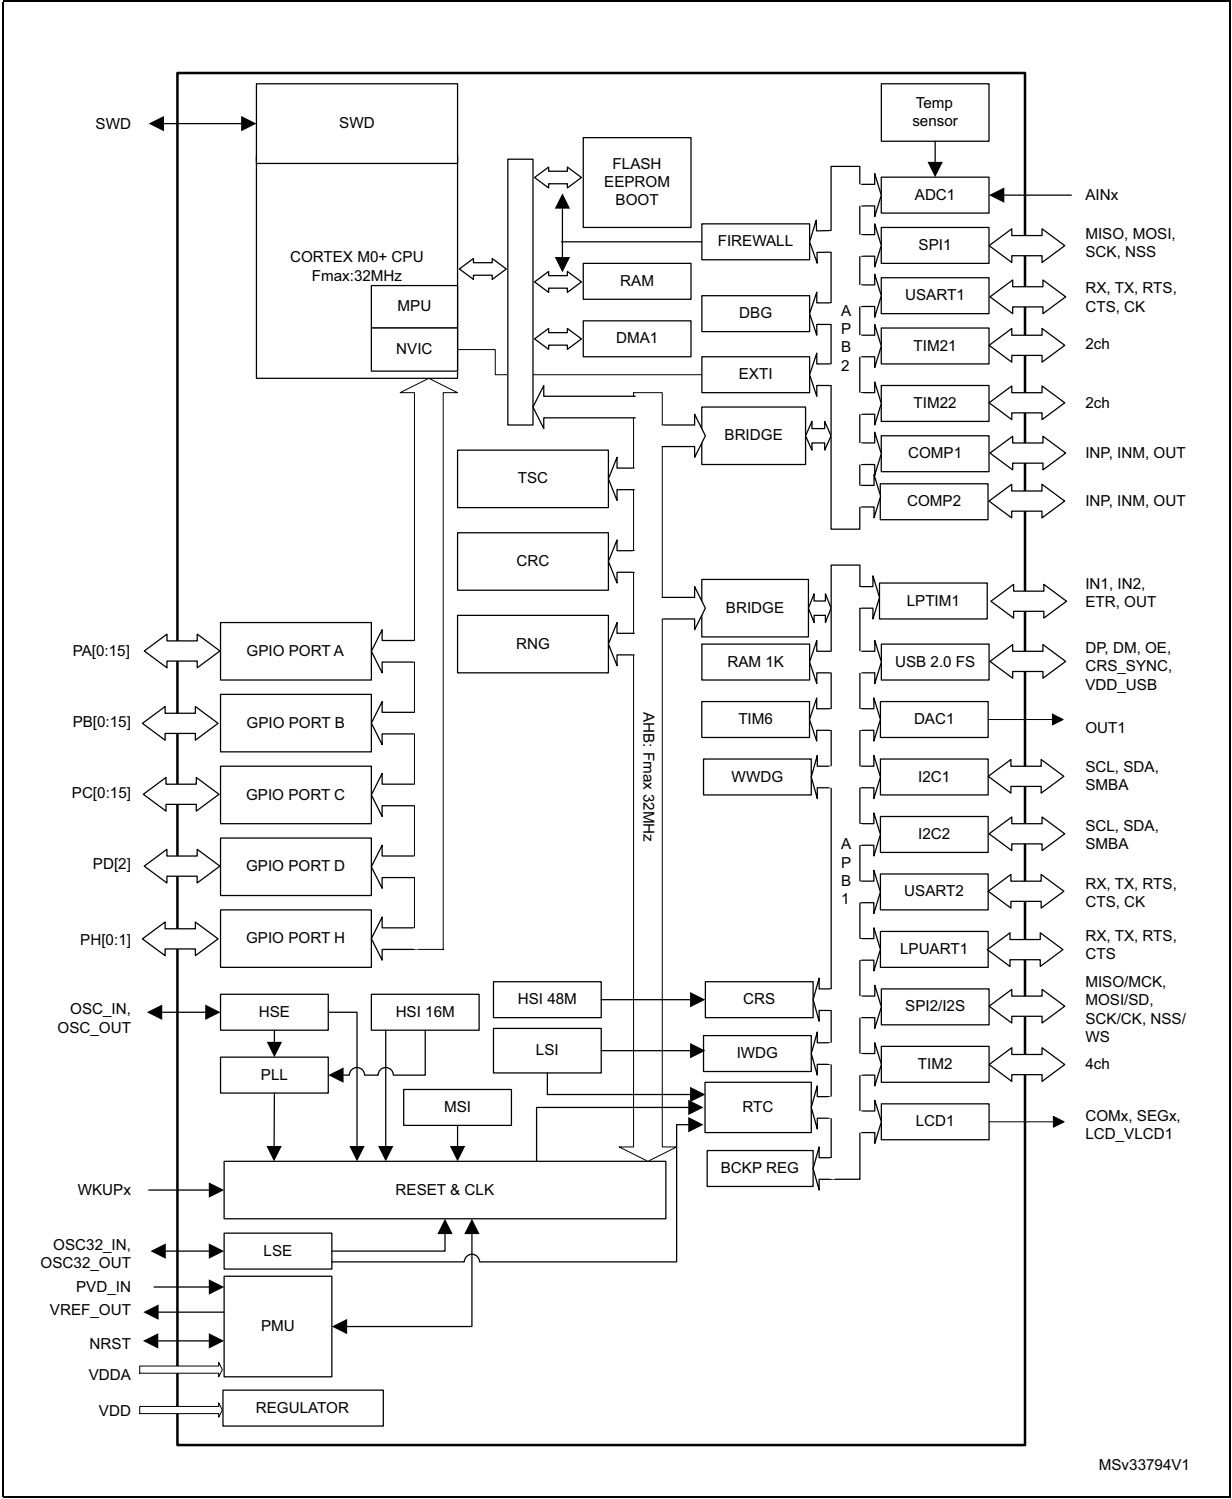 SWD
SWD
CORTEX M0+ CPU
Fmax:32MHz
MPU
NVIC
FLASH
EEPROM
BOOT
RAM
DMA1
FIREWALL
DBG
EXTI
BRIDGE
A
P
B
2
Temp
sensor
ADC1
AINx
SPI1
MISO, MOSI,
SCK, NSS
USART1
RX, TX, RTS,
CTS, CK
TIM21
2ch
TIM22
2ch
COMP1
INP, INM, OUT
COMP2
INP, INM, OUT
TSC
CRC
RNG
AHB: Fmax 32MHz
BRIDGE
RAM 1K
TIM6
WWDG
A
P
B
1
LPTIM1
IN1, IN2,
ETR, OUT
USB 2.0 FS
DP, DM, OE,
CRS_SYNC,
VDD_USB
DAC1
OUT1
I2C1
SCL, SDA,
SMBA
I2C2
SCL, SDA,
SMBA
USART2
RX, TX, RTS,
CTS, CK
LPUART1
RX, TX, RTS,
CTS
SPI2/I2S
MISO/MCK,
MOSI/SD,
SCK/CK, NSS/
WS
TIM2
4ch
LCD1
COMx, SEGx,
LCD_VLCD1
PA[0:15]
GPIO PORT A
PB[0:15]
GPIO PORT B
PC[0:15]
GPIO PORT C
PD[2]
GPIO PORT D
PH[0:1]
GPIO PORT H
OSC_IN,
OSC_OUT
HSE
HSI 16M
HSI 48M
CRS
PLL
LSI
IWDG
MSI
RTC
BCKP REG
WKUPx
RESET & CLK
OSC32_IN,
OSC32_OUT
LSE
PVD_IN
VREF_OUT
PMU
NRST
VDDA
VDD
REGULATOR
MSv33794V1